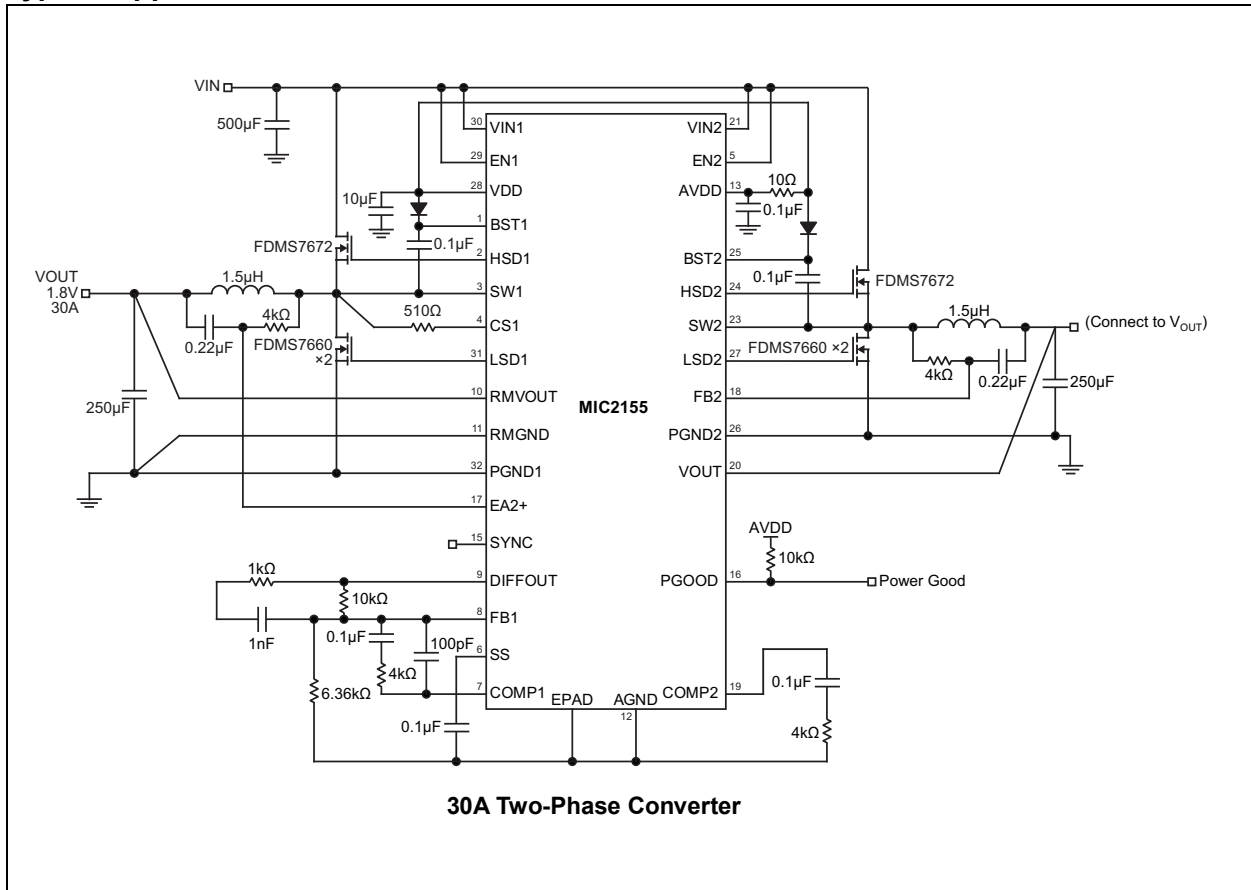 VIN
500µF
30 VIN1
29 EN1
28 VDD
10µF
1 BST1
0.1µF
FDMS7672
2 HSD1
VOUT
1.8V
30A
1.5µH
3 SW1
4kΩ
510Ω
4 CS1
0.22µF
FDMS7660
×2
31 LSD1
250µF
10 RMVOUT
11 RMGND
32 PGND1
17 EA2+
15 SYNC
1kΩ
9 DIFFOUT
10kΩ
1nF
8 FB1
0.1µF
100pF
6 SS
4kΩ
6.36kΩ
7 COMP1
0.1µF
MIC2155
EPAD
AGND
12
VIN2 21
EN2 5
10Ω
AVDD 13
0.1µF
BST2 25
0.1µF
HSD2 24
FDMS7672
1.5µH
SW2 23
(Connect to VOUT)
LSD2 27
FDMS7660 ×2
4kΩ
0.22µF
250µF
FB2 18
PGND2 26
VOUT 20
AVDD
10kΩ
PGOOD 16
Power Good
COMP2 19
0.1µF
4kΩ
30A Two-Phase Converter